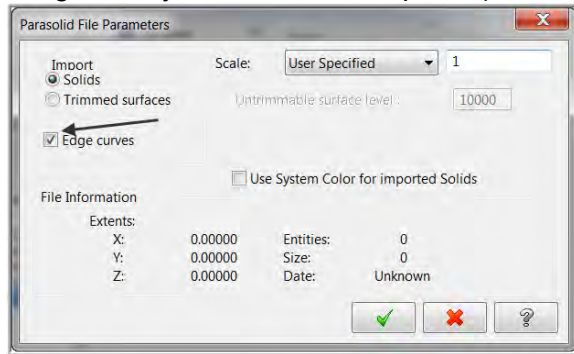 Parasolid File Parameters
Import
Scale: User Specified 1
Solids
Trimmed surfaces Untrimmable surface level : 10000
Edge curves
Use System Color for imported Solids
File Information
Extents:
X: 0.00000 Entities: 0
Y: 0.00000 Size: 0
Z: 0.00000 Date: Unknown